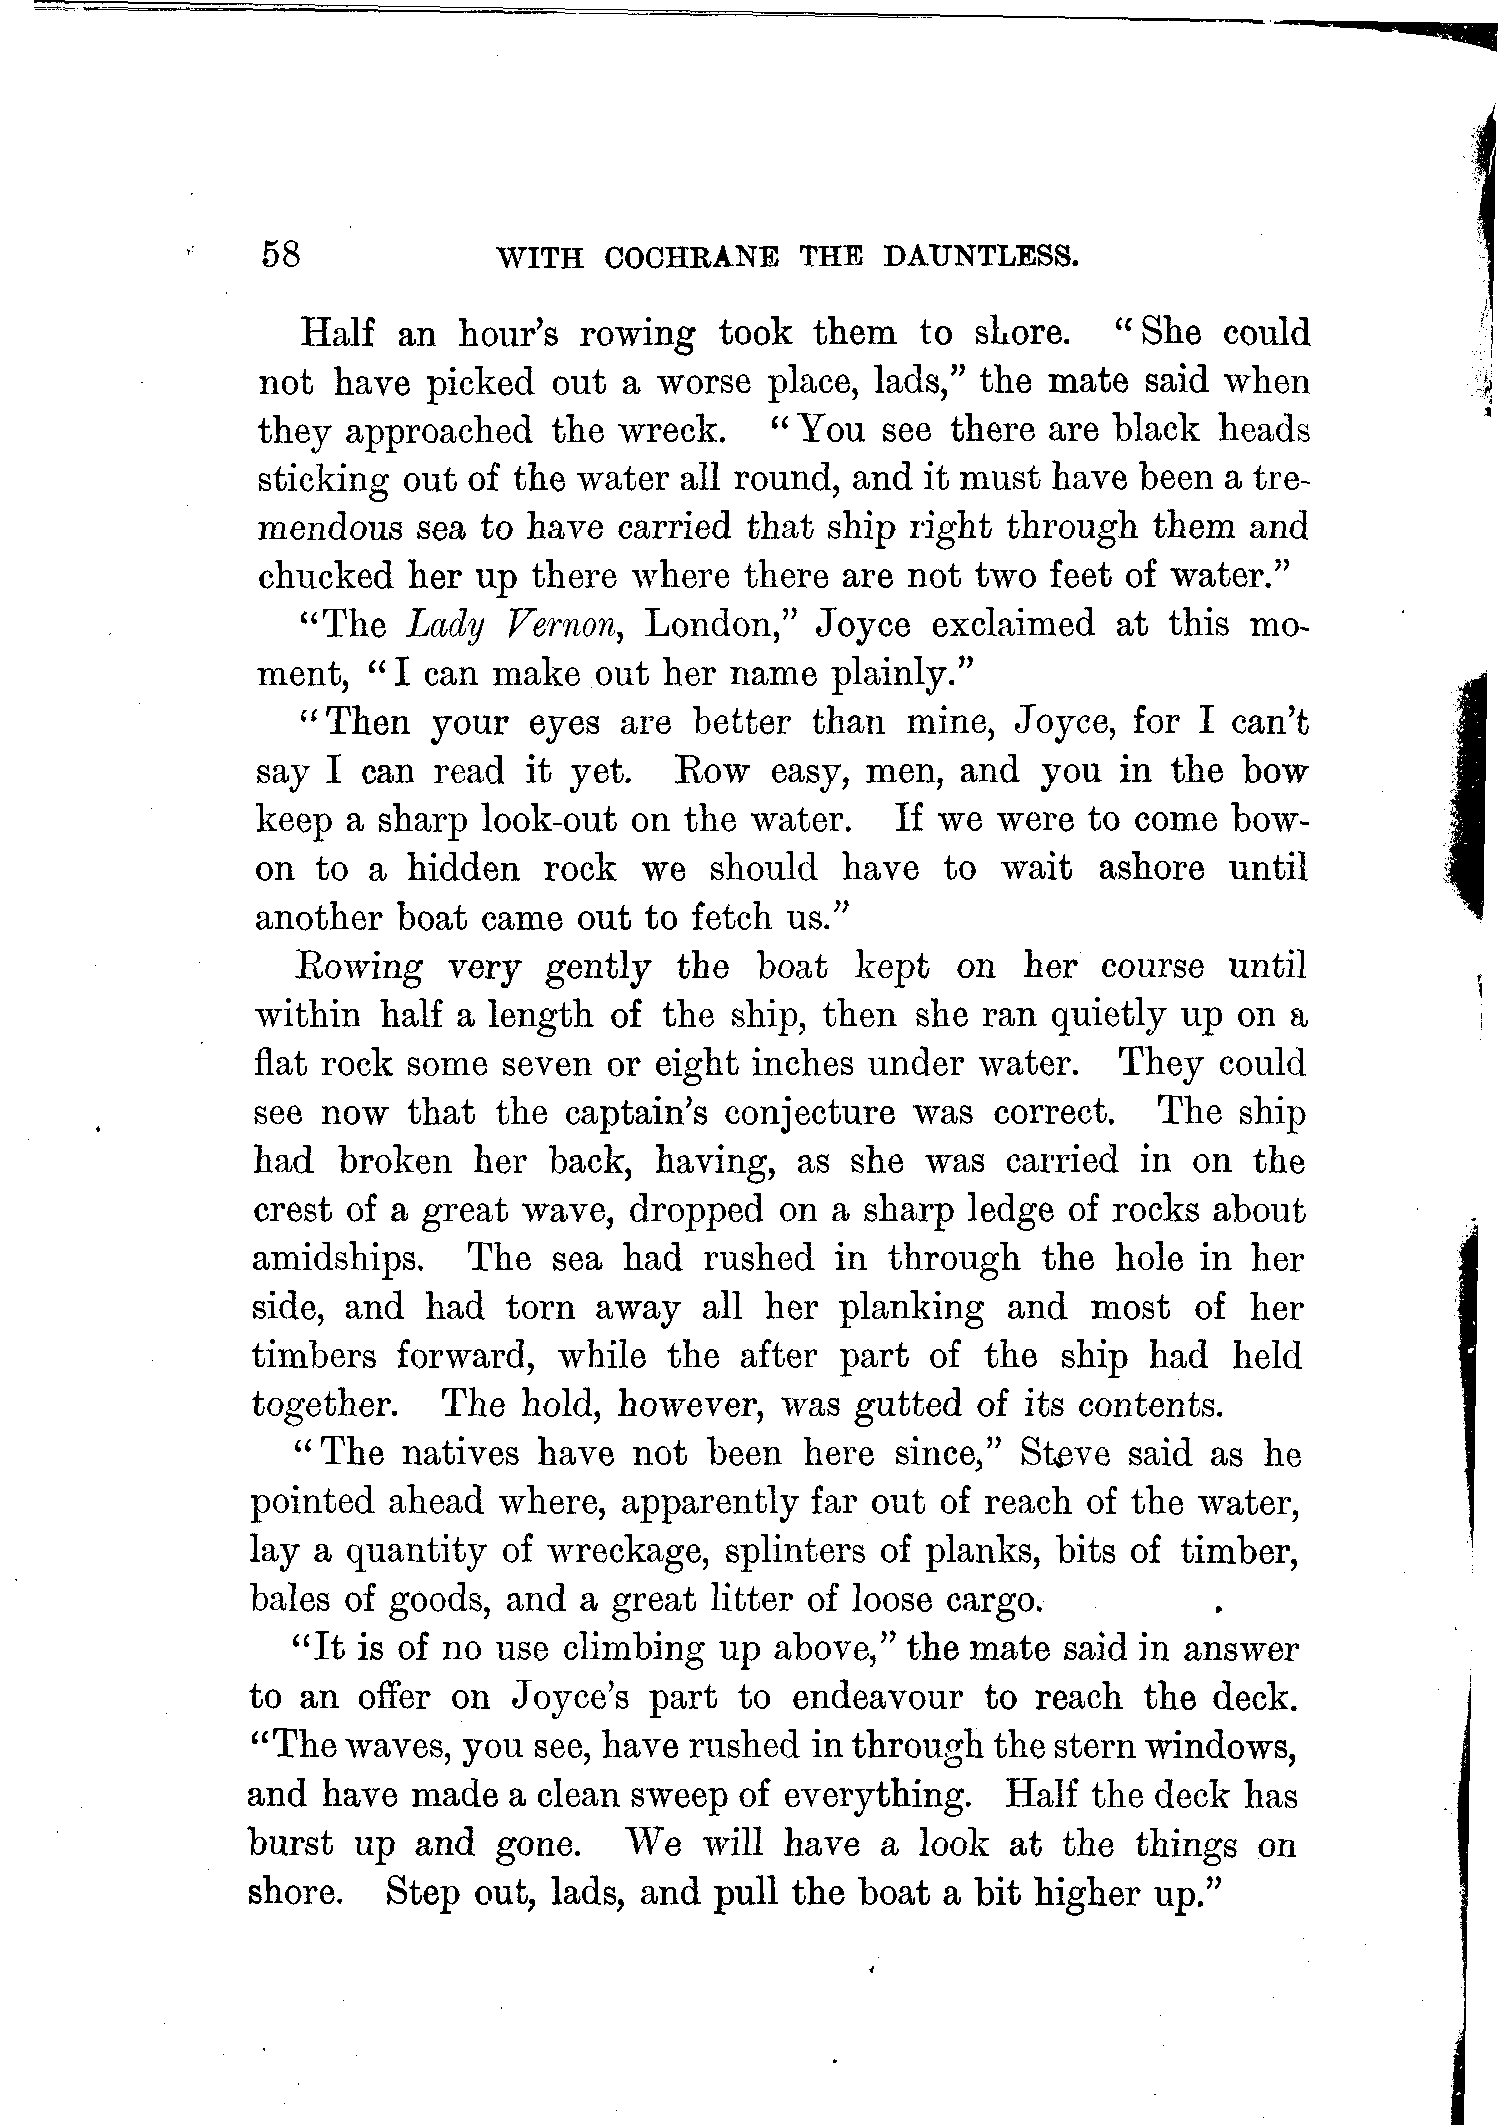 58 WITH COCHRANE THE DAUNTLESS.
Half an hour's rowing took them to shore. "She could
not have picked out a worse place, lads," the mate said when
they approached the wreck. "You see there are black heads
sticking out of the water all round, and it must have been a tre-
mendous sea to have carried that ship right through them and
chucked her up there where there are not two feet of water."
"The Lady Vernon, London," Joyce exclaimed at this mo-
ment, "I can make out her name plainly."
"Then your eyes are better than mine, Joyce, for I can't
say I can read it yet. Row easy, men, and you in the bow
keep a sharp look-out on the water. If we were to come bow-
on to a hidden rock we should have to wait ashore until
another boat came out to fetch us."
Rowing very gently the boat kept on her course until
within half a length of the ship, then she ran quietly up on a
flat rock some seven or eight inches under water. They could
see now that the captain's conjecture was correct. The ship
had broken her back, having, as she was carried in on the
crest of a great wave, dropped on a sharp ledge of rocks about
amidships. The sea had rushed in through the hole in her
side, and had torn away all her planking and most of her
timbers forward, while the after part of the ship had held
together. The hold, however, was gutted of its contents.
"The natives have not been here since," Steve said as he
pointed ahead where, apparently far out of reach of the water,
lay a quantity of wreckage, splinters of planks, bits of timber,
bales of goods, and a great litter of loose cargo.
"It is of no use climbing up above," the mate said in answer
to an offer on Joyce's part to endeavour to reach the deck.
"The waves, you see, have rushed in through the stern windows,
and have made a clean sweep of everything. Half the deck has
burst up and gone. We will have a look at the things on
shore. Step out, lads, and pull the boat a bit higher up."